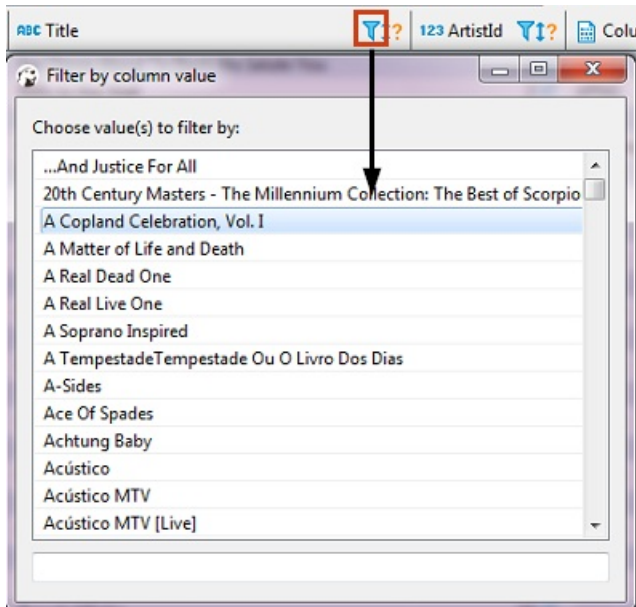 ABC Title ? 123 ArtistId ? Colu
Filter by column value
Choose value(s) to filter by:
...And Justice For All
20th Century Masters - The Millennium Collection: The Best of Scorpio
A Copland Celebration, Vol. I
A Matter of Life and Death
A Real Dead One
A Real Live One
A Soprano Inspired
A TempestadeTempestade Ou O Livro Dos Dias
A-Sides
Ace Of Spades
Achtung Baby
Acústico
Acústico MTV
Acústico MTV [Live]